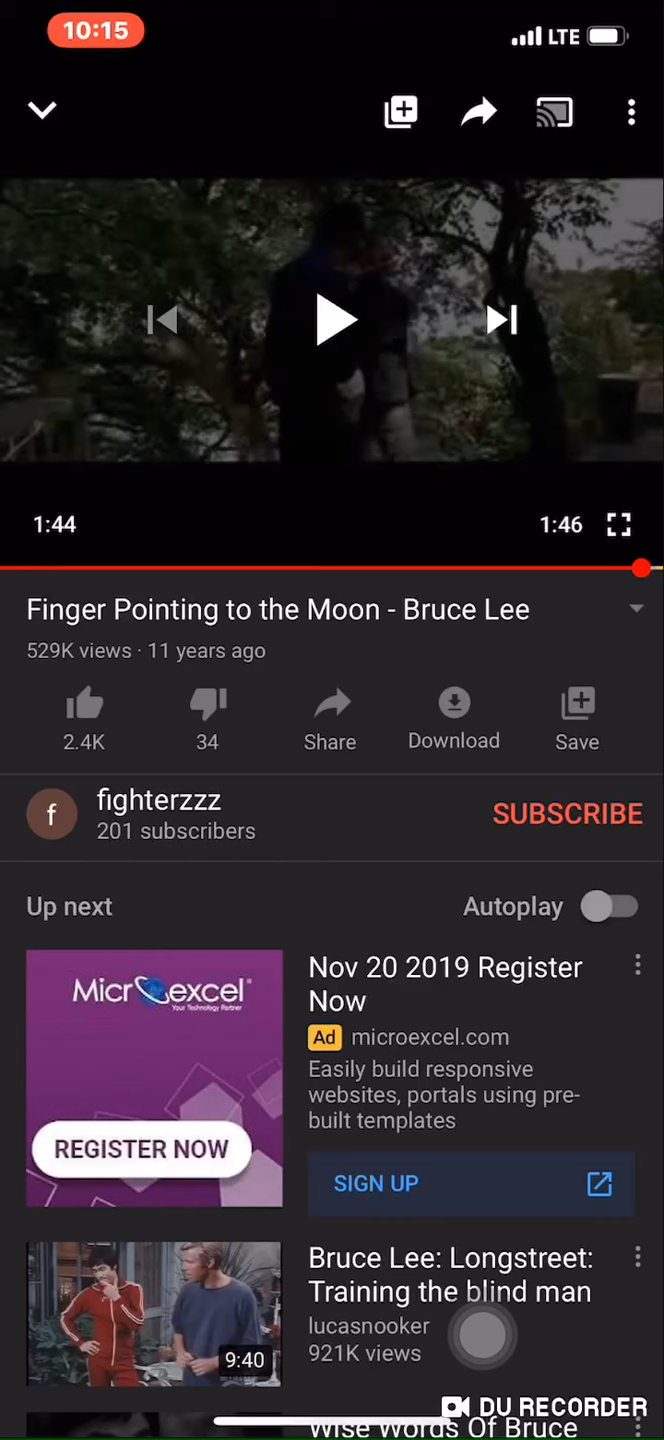 10:15
LTE
1:44
1:46
Finger Pointing to the Moon - Bruce Lee
529K views · 11 years ago
2.4K
34
Share
Download
Save
f
fighterzzz
201 subscribers
SUBSCRIBE
Up next
Autoplay
Microexcel
Your Technology Partner
REGISTER NOW
Nov 20 2019 Register
Now
Ad microexcel.com
Easily build responsive
websites, portals using pre-
built templates
SIGN UP
9:40
Bruce Lee: Longstreet:
Training the blind man
lucasnooker
921K views
DU RECORDER
Wise Words Of Bruce